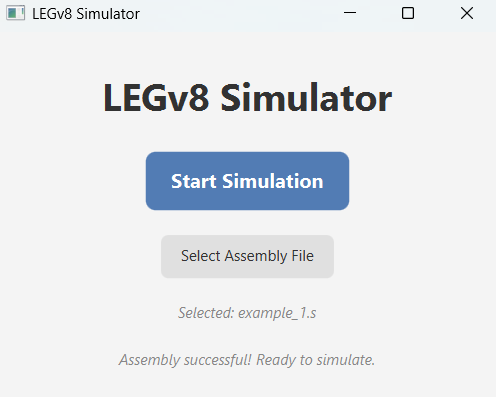 LEGv8 Simulator
LEGv8 Simulator
Start Simulation
Select Assembly File
Selected: example_1.s
Assembly successful! Ready to simulate.